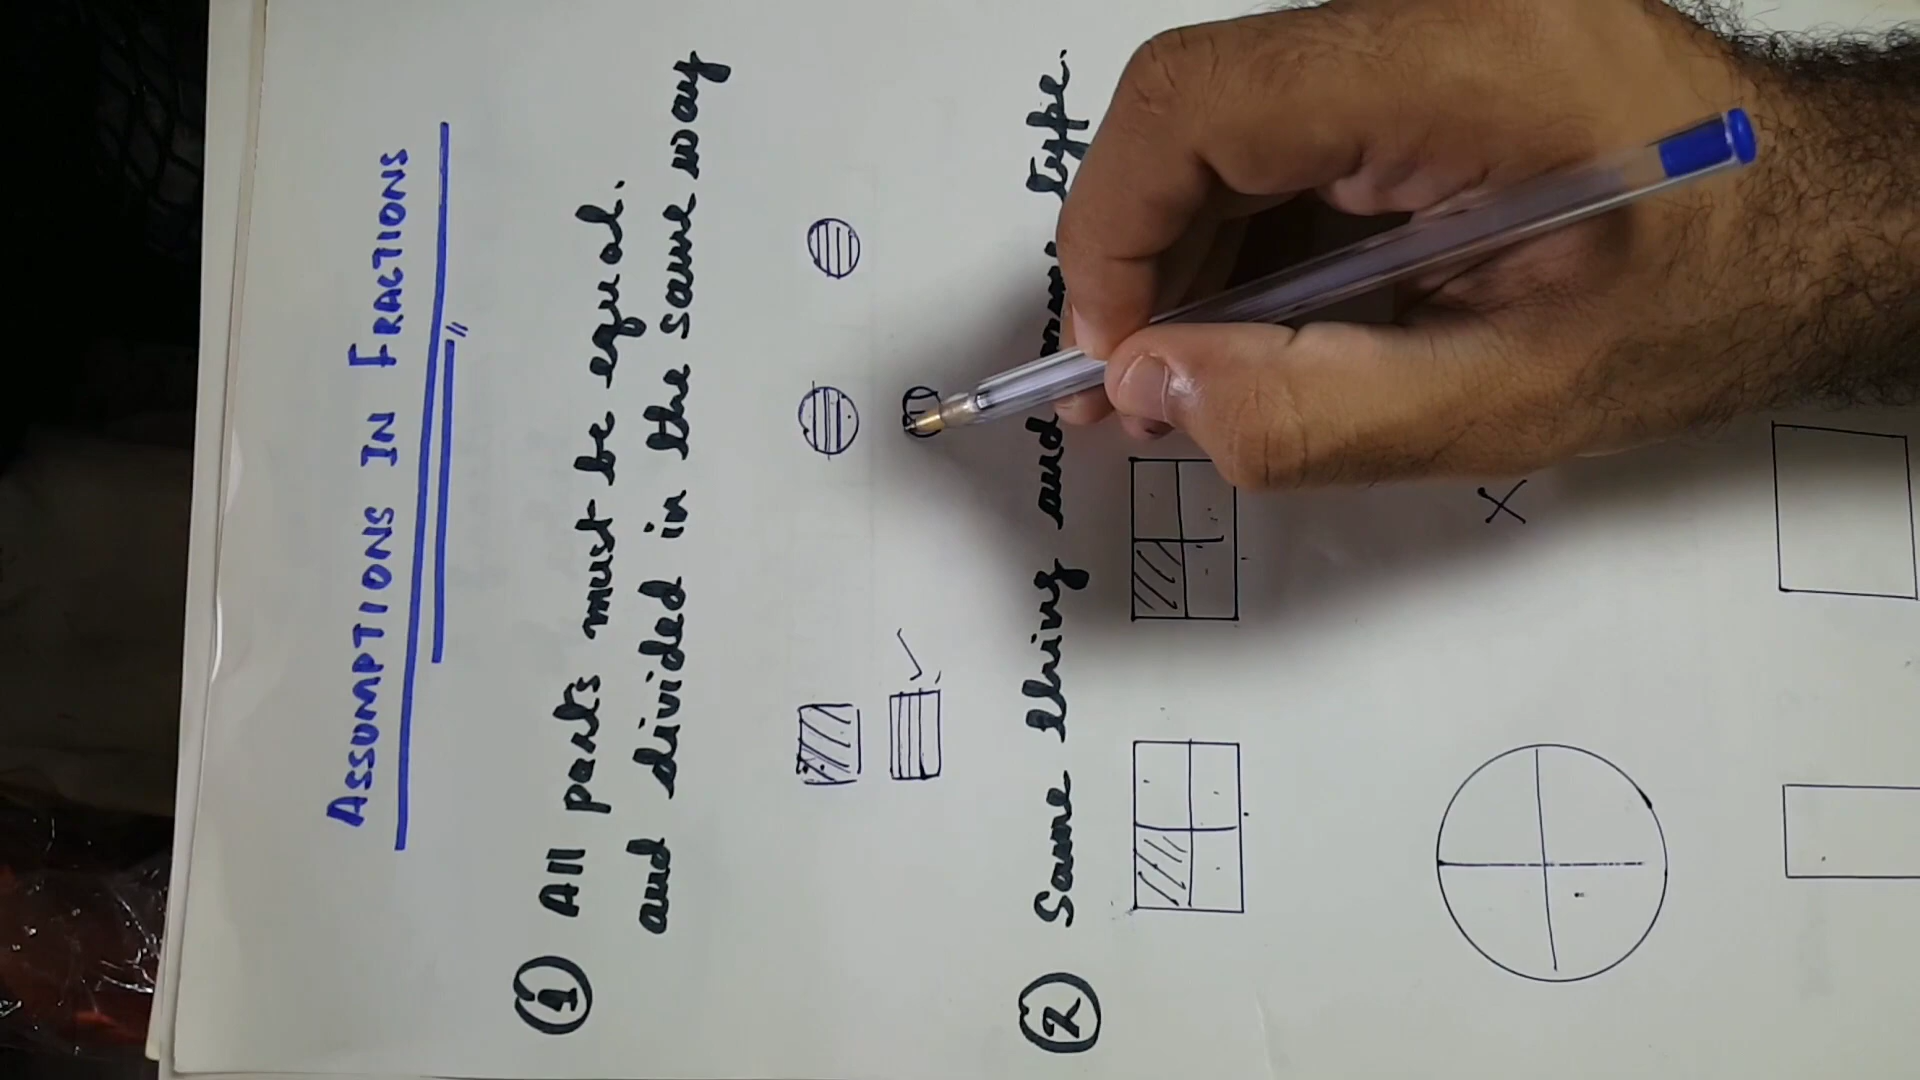 ASSUMPTIONS IN FRACTIONS
① All parts must be equal.
and divided in the same way
② Same thing and same type.